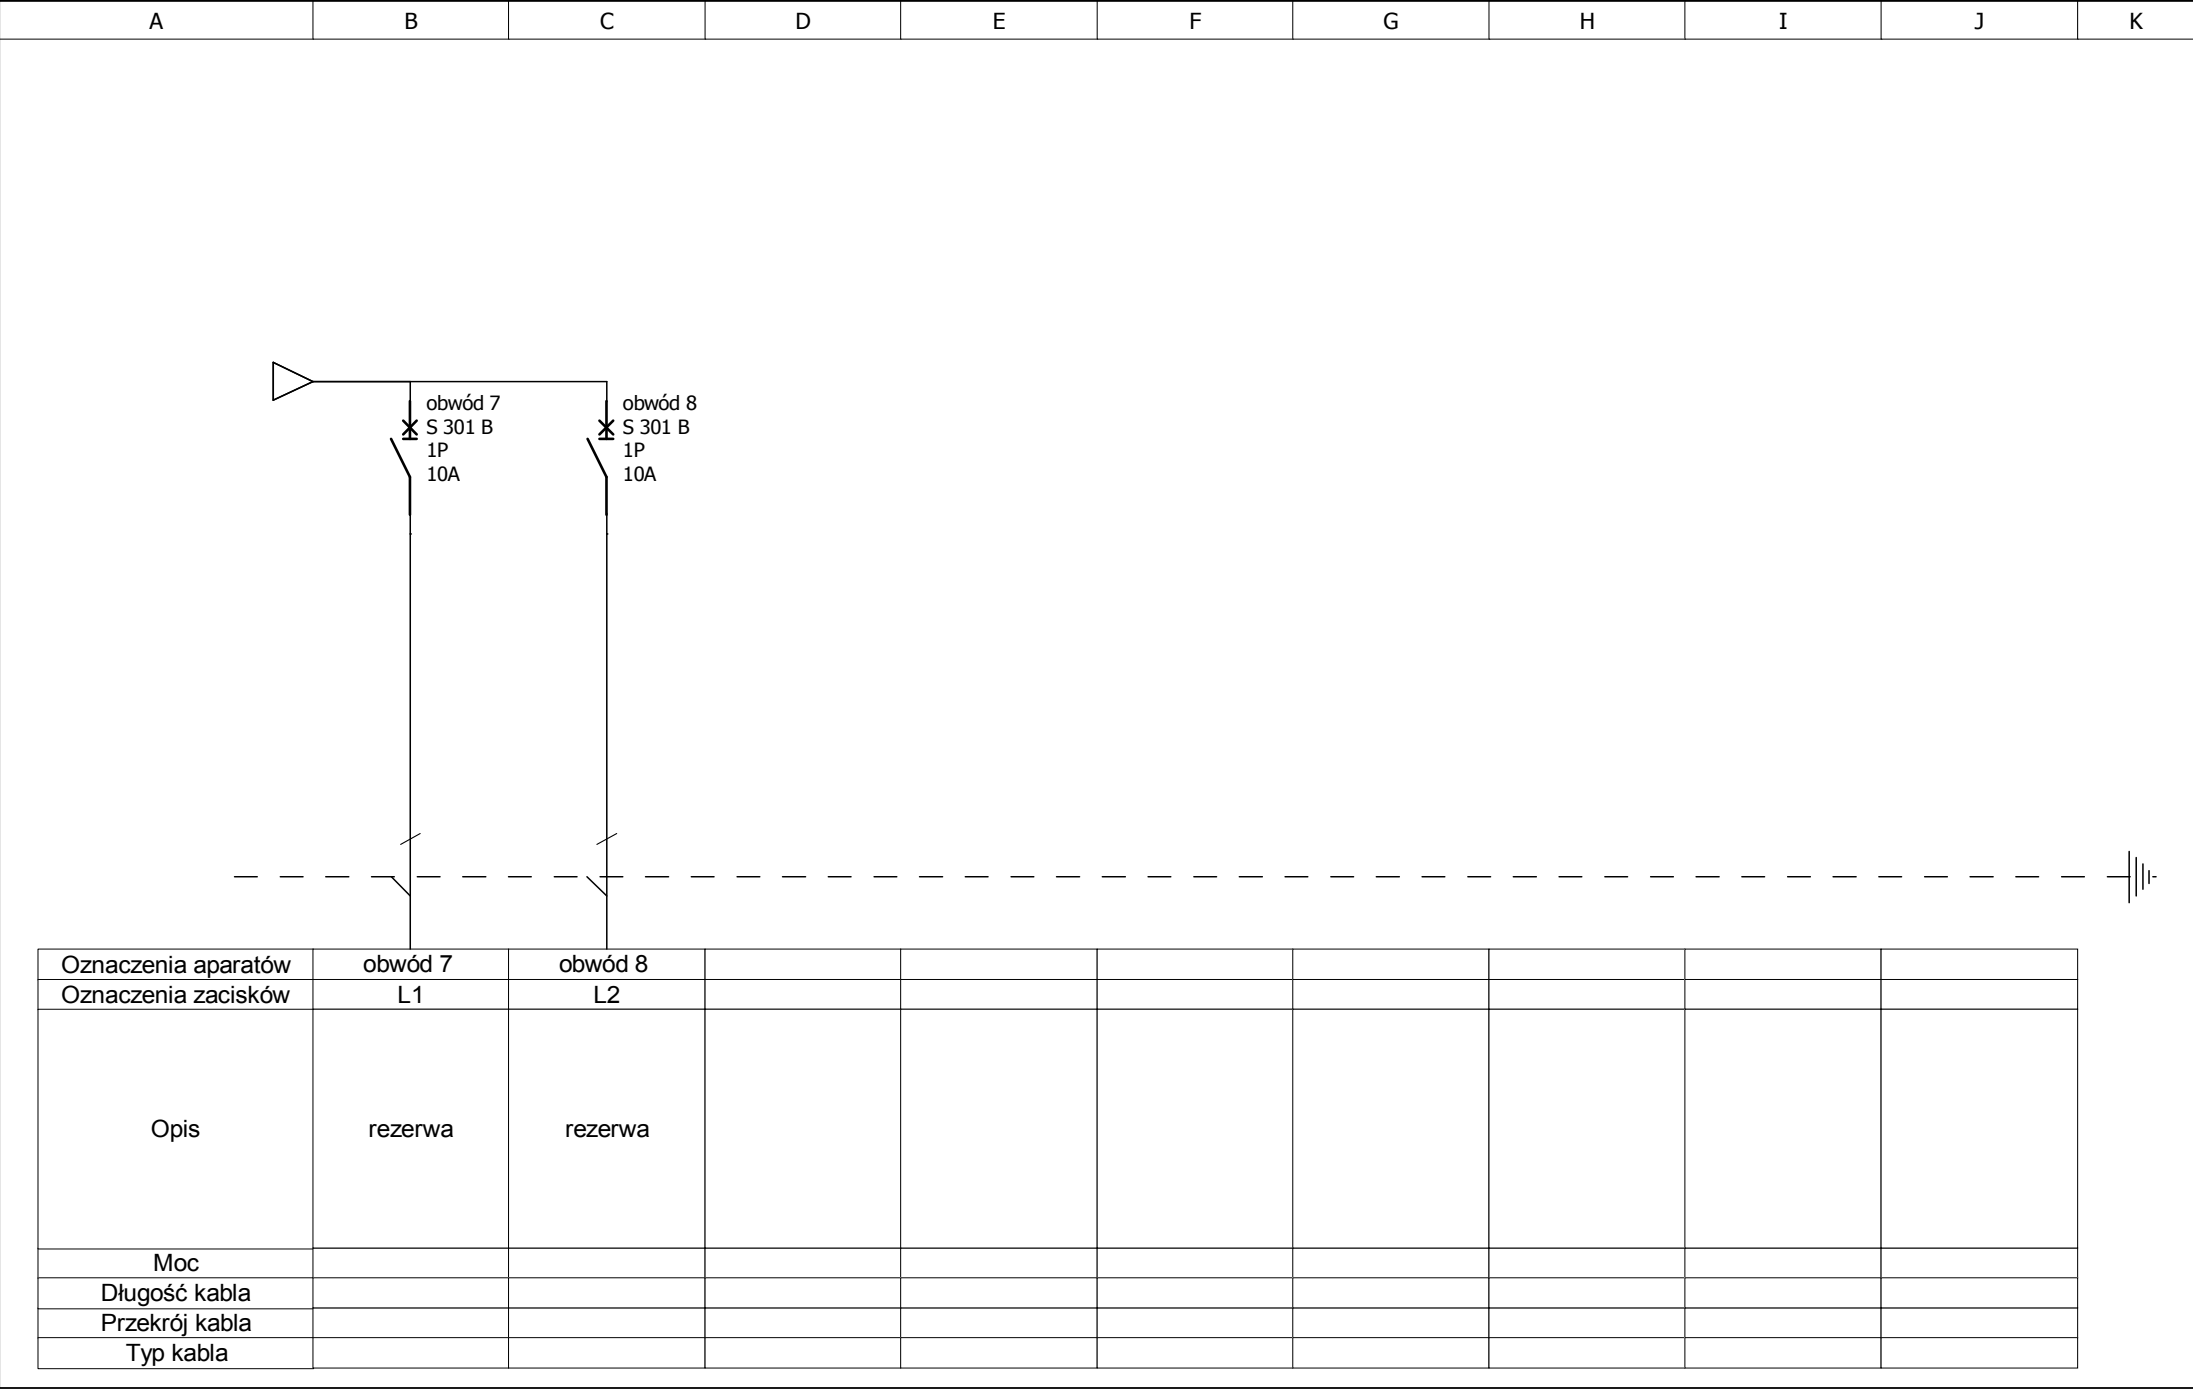 A B C D E F G H I J K
obwód 7 obwód 8
S 301 B S 301 B
1P 1P
10A 10A
Oznaczenia aparatów obwód 7 obwód 8
Oznaczenia zacisków L1 L2
Opis rezerwa rezerwa
Moc
Długość kabla
Przekrój kabla
Typ kabla